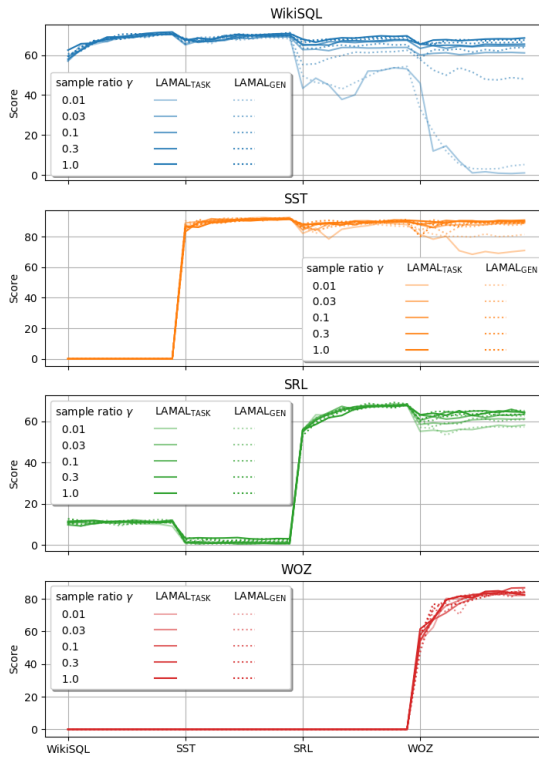 WikiSQL
Score
60
40
20
0
sample ratio γ LAMAL_TASK LAMAL_GEN
0.01
0.03
0.1
0.3
1.0
SST
Score
80
60
40
20
0
sample ratio γ LAMAL_TASK LAMAL_GEN
0.01
0.03
0.1
0.3
1.0
SRL
Score
60
40
20
0
sample ratio γ LAMAL_TASK LAMAL_GEN
0.01
0.03
0.1
0.3
1.0
WOZ
Score
80
60
40
20
0
sample ratio γ LAMAL_TASK LAMAL_GEN
0.01
0.03
0.1
0.3
1.0
WikiSQL SST SRL WOZ